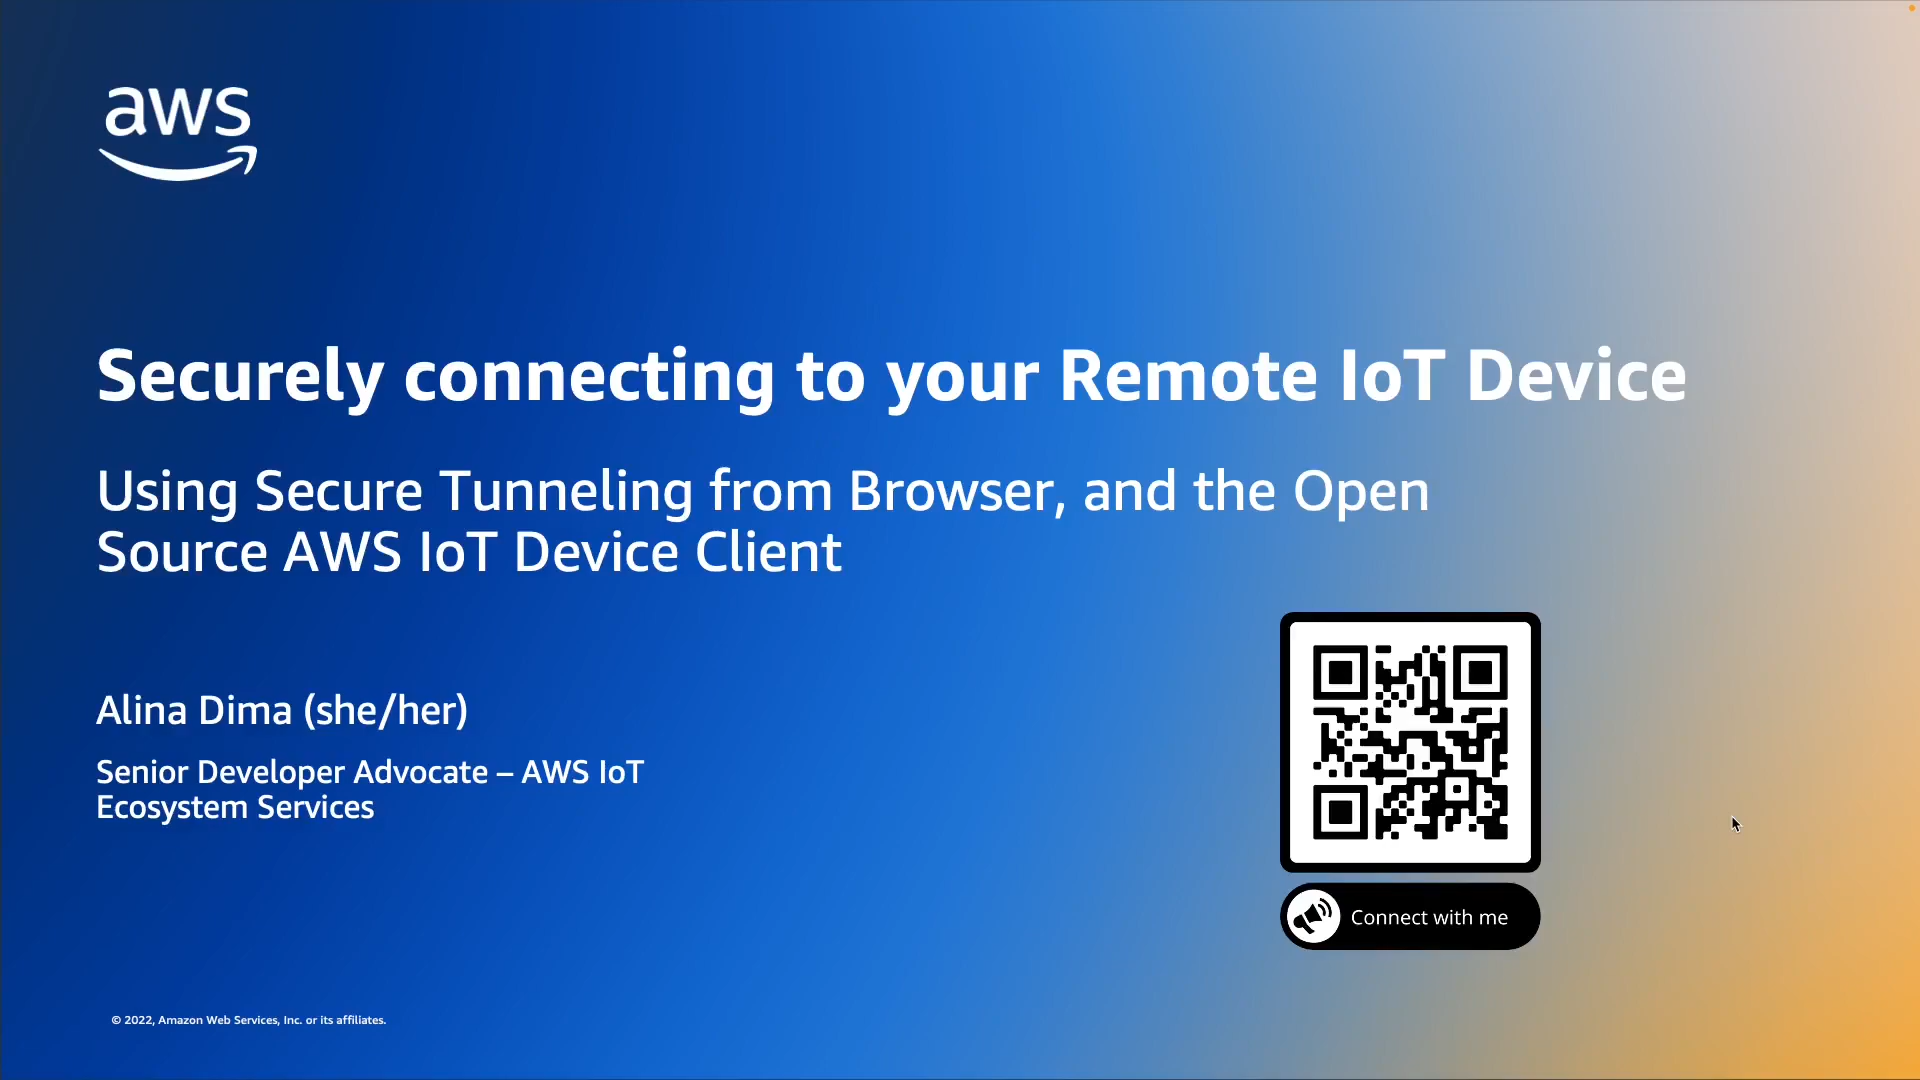 aws
Securely connecting to your Remote IoT Device
Using Secure Tunneling from Browser, and the Open
Source AWS IoT Device Client
Alina Dima (she/her)
Senior Developer Advocate – AWS IoT
Ecosystem Services
Connect with me
© 2022, Amazon Web Services, Inc. or its affiliates.